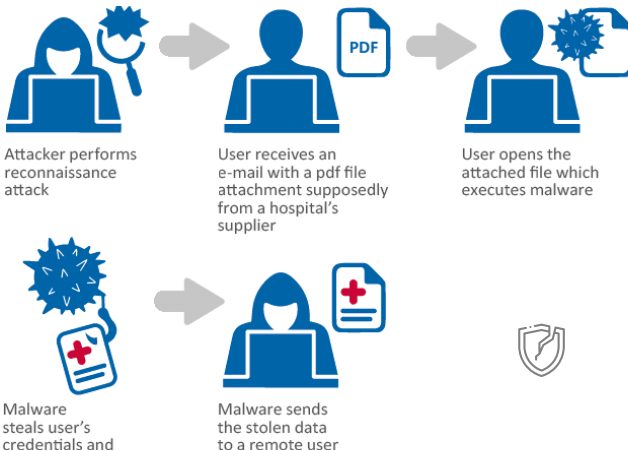 PDF
Attacker performs
reconnaissance
attack
User receives an
e-mail with a pdf file
attachment supposedly
from a hospital's
supplier
User opens the
attached file which
executes malware
Malware
steals user's
credentials and
Malware sends
the stolen data
to a remote user